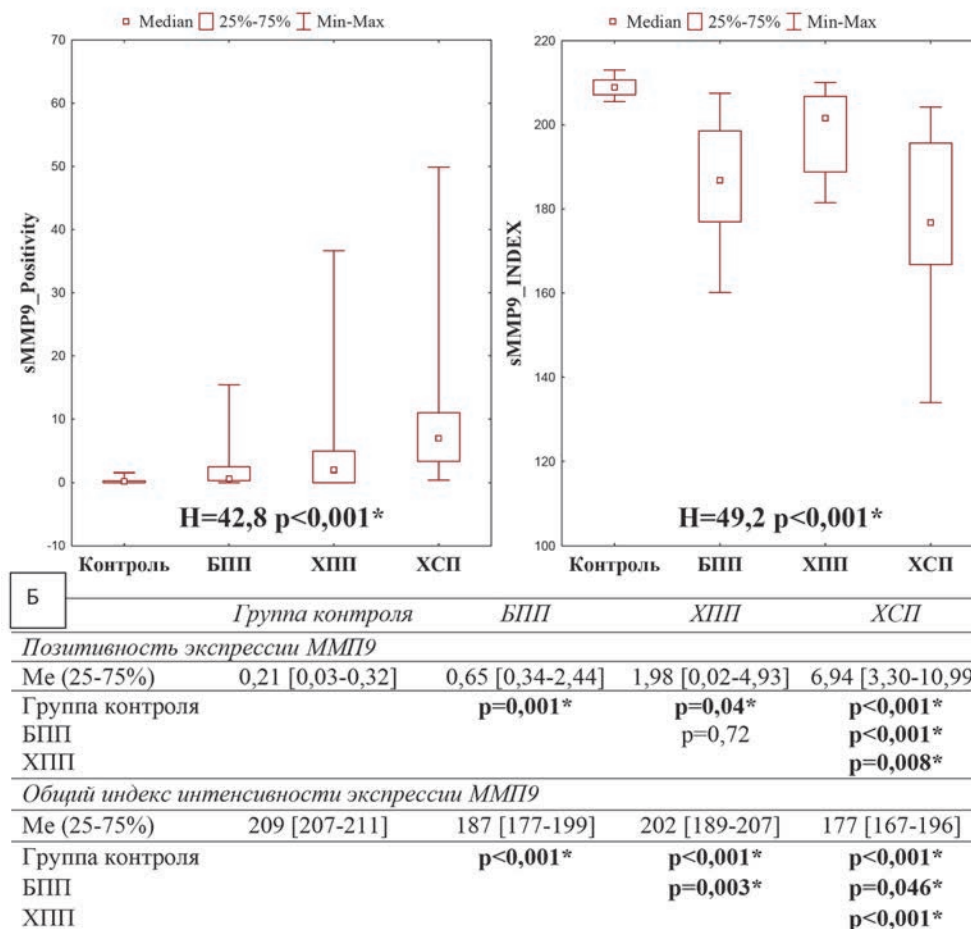 Median 25%-75% Min-Max
70
60
50
40
30
20
10
0
-10
sMMP9_Positivity
H=42,8 p<0,001*
Контроль БПП ХПП ХСП
Median 25%-75% Min-Max
220
200
180
160
140
120
100
sMMP9_INDEX
H=49,2 p<0,001*
Контроль БПП ХПП ХСП
Б
Группа контроля БПП ХПП ХСП
Позитивность экспрессии ММП9
Ме (25-75%) 0,21 [0,03-0,32] 0,65 [0,34-2,44] 1,98 [0,02-4,93] 6,94 [3,30-10,99
Группа контроля p=0,001* p=0,04* p<0,001*
БПП p=0,72 p<0,001*
ХПП p=0,008*
Общий индекс интенсивности экспрессии ММП9
Ме (25-75%) 209 [207-211] 187 [177-199] 202 [189-207] 177 [167-196]
Группа контроля p<0,001* p<0,001* p<0,001*
БПП p=0,003* p=0,046*
ХПП p<0,001*